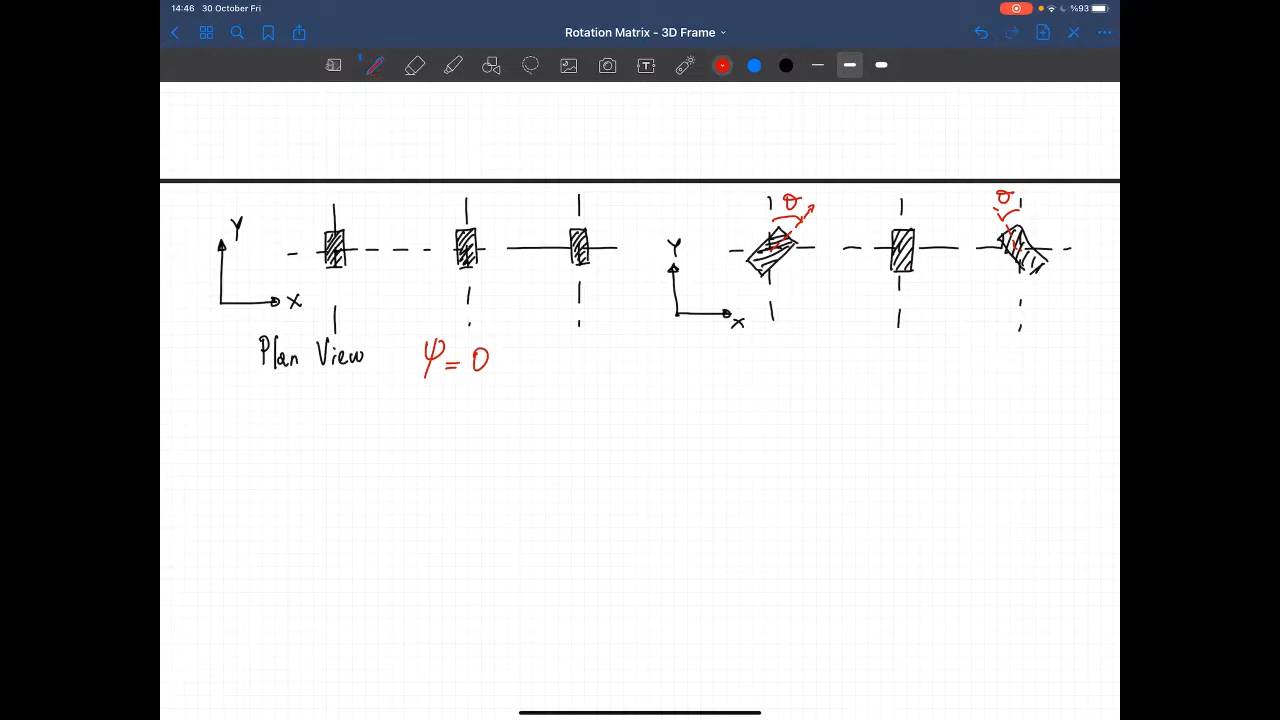 14:46 30 October Fri
%93
Rotation Matrix - 3D Frame
T
Y
X
Plan View
ψ = 0
Y
X
θ
θ